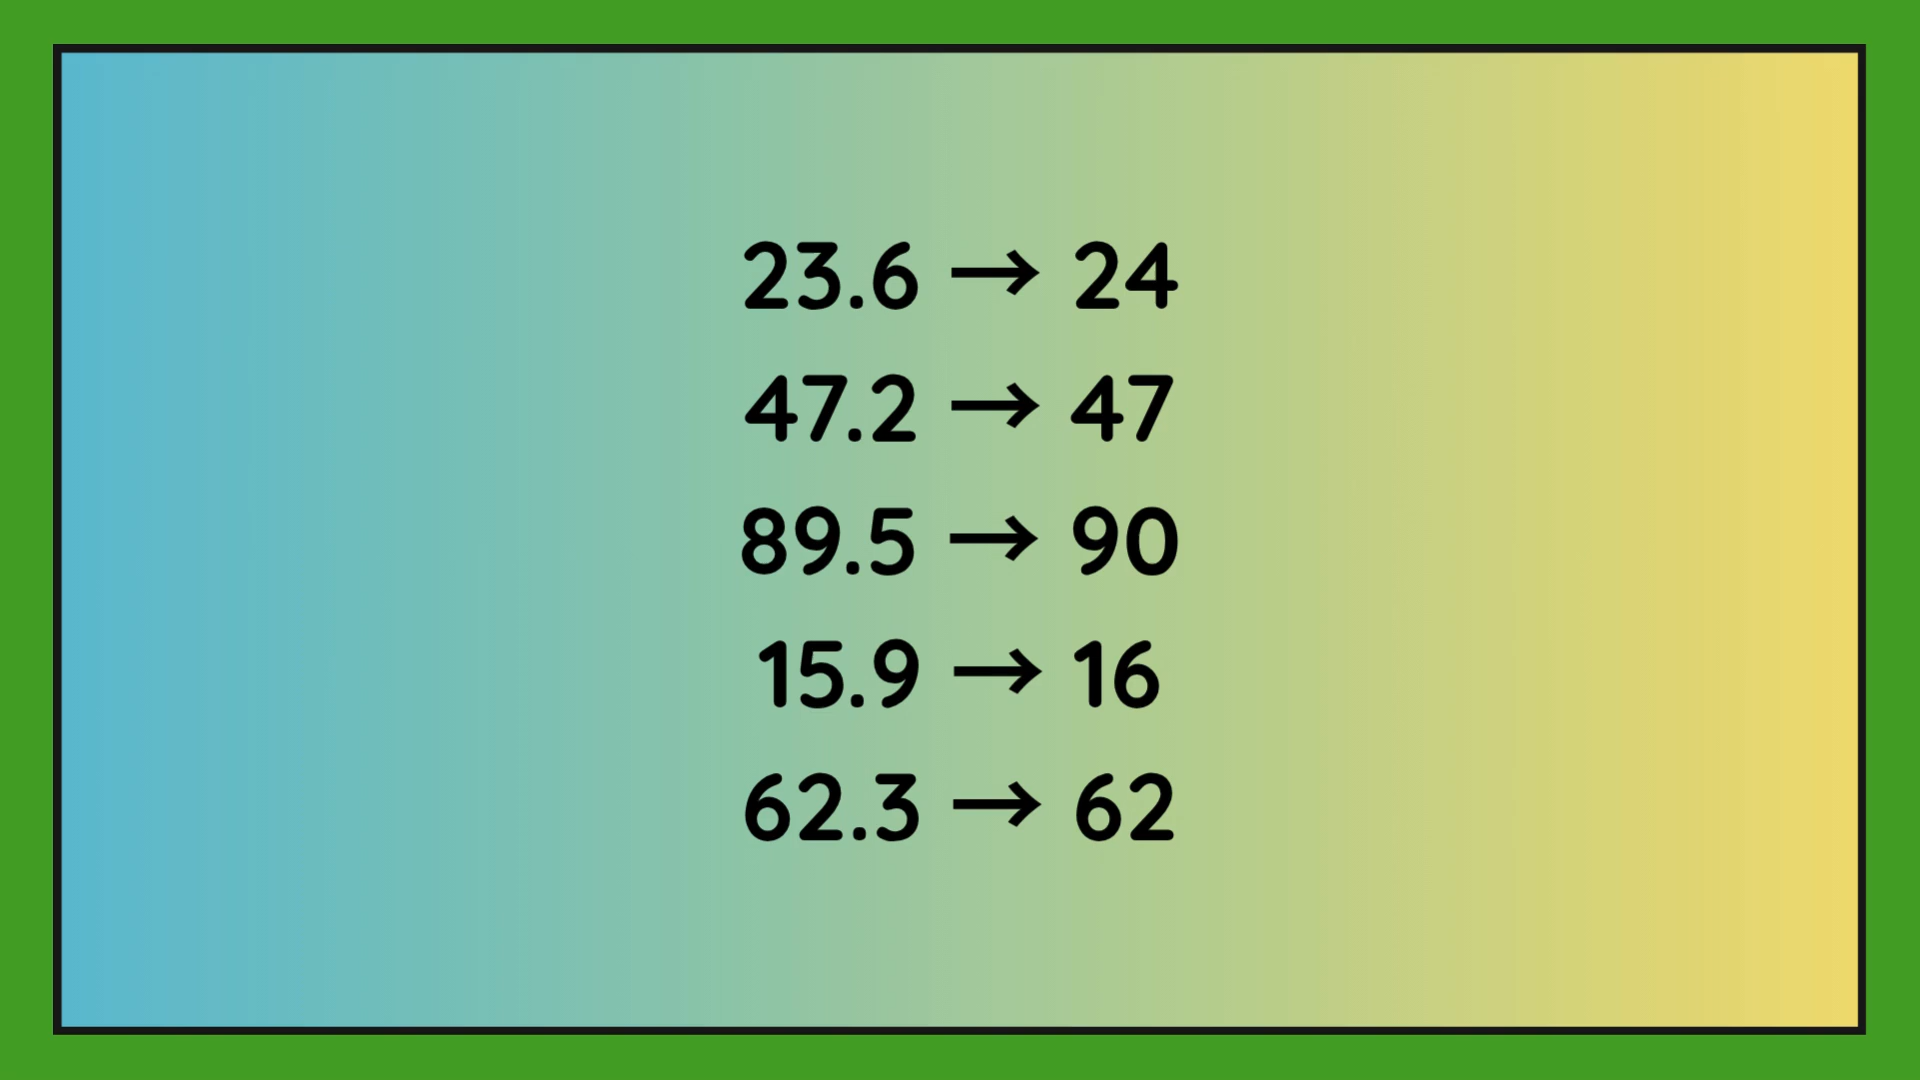 23.6 → 24
47.2 → 47
89.5 → 90
15.9 → 16
62.3 → 62